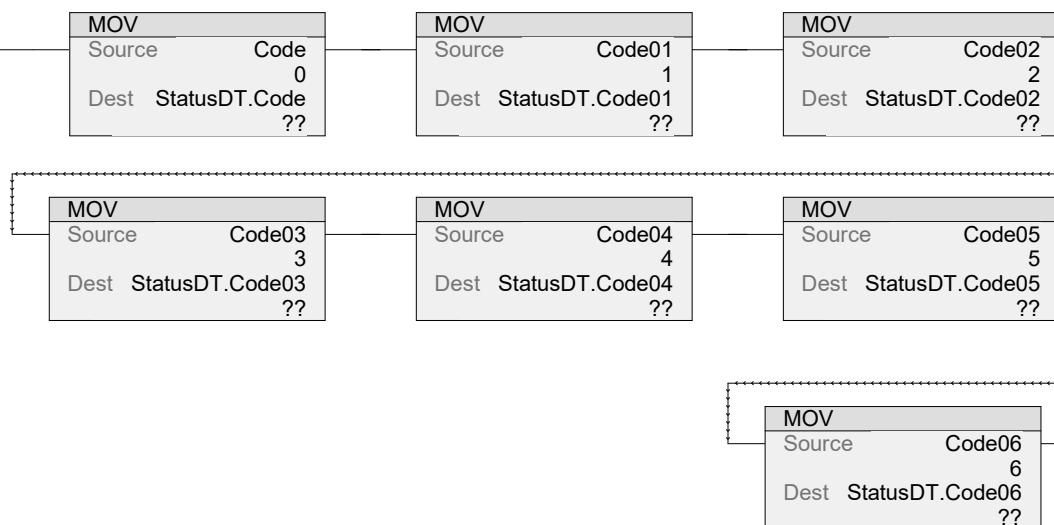 MOV
Source Code
0
Dest StatusDT.Code
??
MOV
Source Code01
1
Dest StatusDT.Code01
??
MOV
Source Code02
2
Dest StatusDT.Code02
??
MOV
Source Code03
3
Dest StatusDT.Code03
??
MOV
Source Code04
4
Dest StatusDT.Code04
??
MOV
Source Code05
5
Dest StatusDT.Code05
??
MOV
Source Code06
6
Dest StatusDT.Code06
??